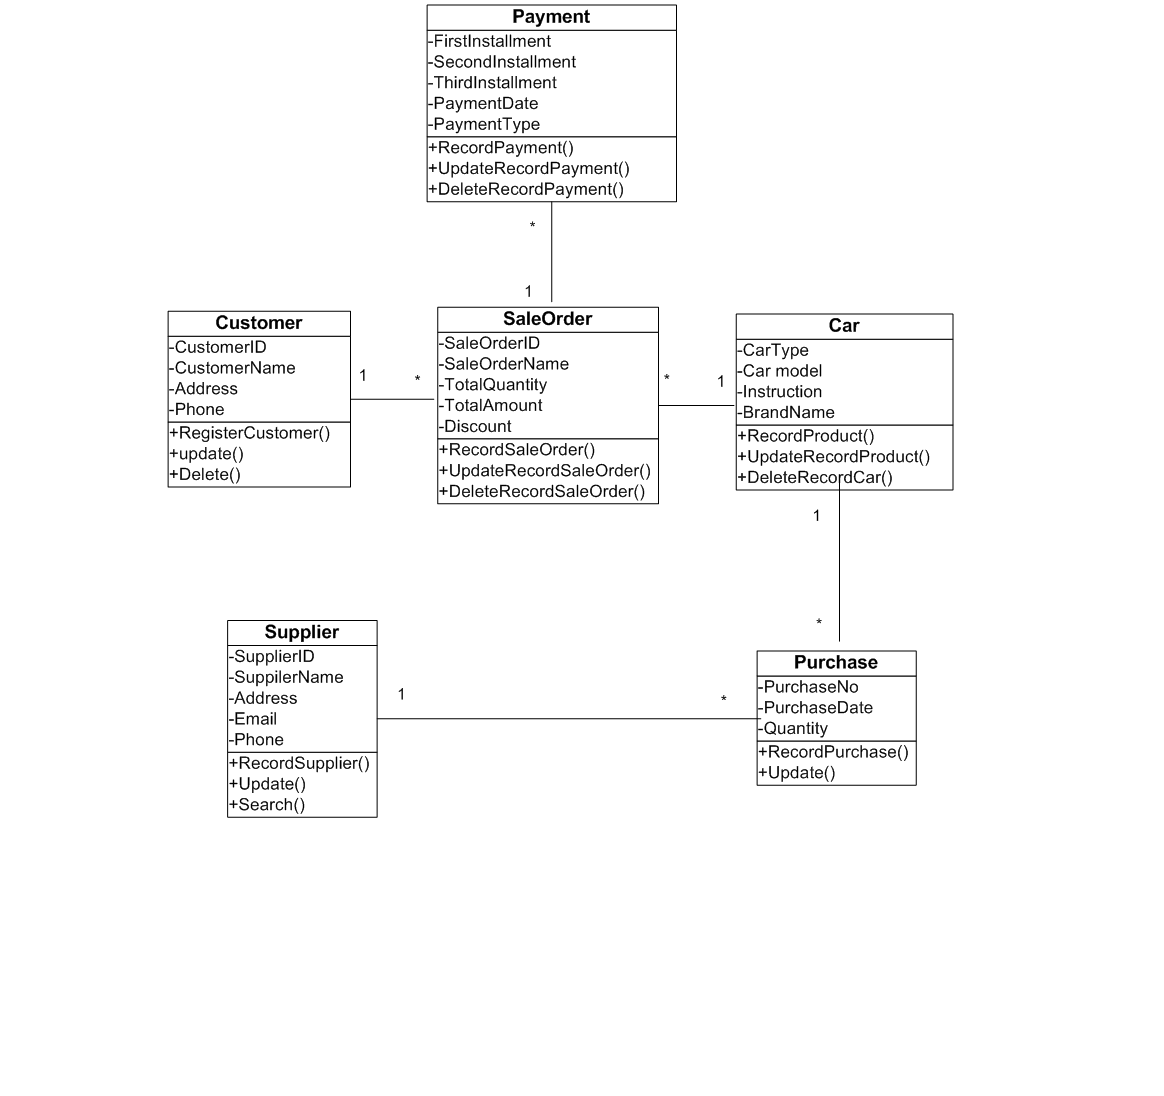 Payment
-FirstInstallment
-SecondInstallment
-ThirdInstallment
-PaymentDate
-PaymentType
+RecordPayment()
+UpdateRecordPayment()
+DeleteRecordPayment()
*
1
Customer
-CustomerID
-CustomerName
-Address
-Phone
+RegisterCustomer()
+update()
+Delete()
1
*
SaleOrder
-SaleOrderID
-SaleOrderName
-TotalQuantity
-TotalAmount
-Discount
+RecordSaleOrder()
+UpdateRecordSaleOrder()
+DeleteRecordSaleOrder()
*
1
Car
-CarType
-Car model
-Instruction
-BrandName
+RecordProduct()
+UpdateRecordProduct()
+DeleteRecordCar()
1
*
Supplier
-SupplierID
-SuppilerName
-Address
-Email
-Phone
+RecordSupplier()
+Update()
+Search()
1
*
Purchase
-PurchaseNo
-PurchaseDate
-Quantity
+RecordPurchase()
+Update()